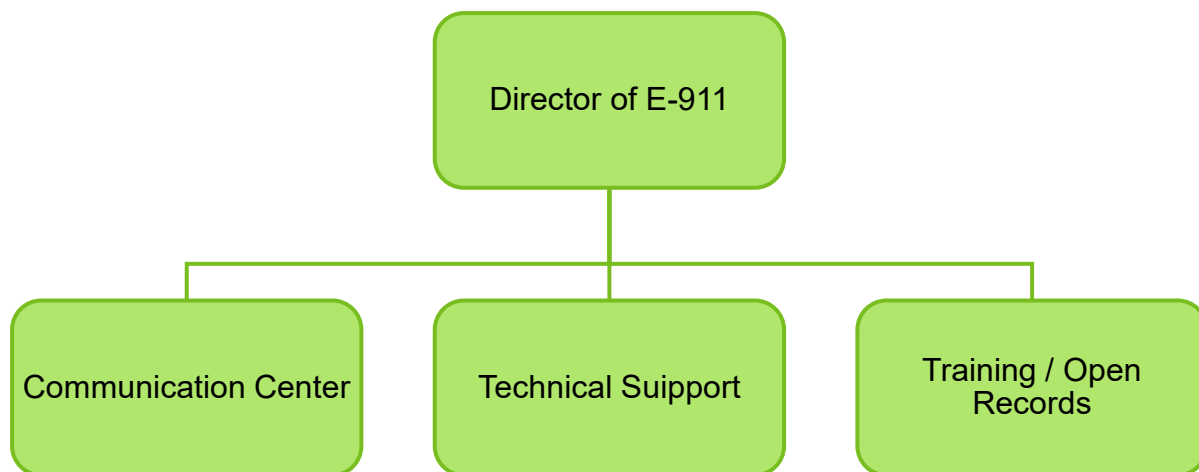 Director of E-911
Communication Center
Technical Suipport
Training / Open
Records